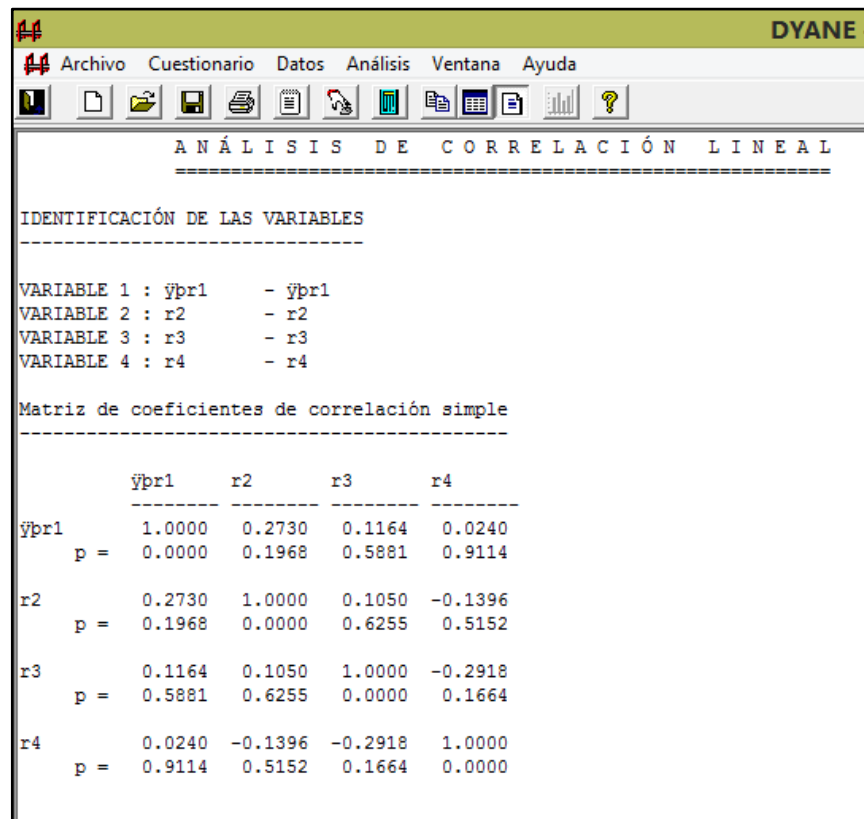 DYANE
Archivo Cuestionario Datos Análisis Ventana Ayuda
A N Á L I S I S   D E   C O R R E L A C I Ó N   L I N E A L
IDENTIFICACIÓN DE LAS VARIABLES
VARIABLE 1 : ÿþr1 - ÿþr1
VARIABLE 2 : r2 - r2
VARIABLE 3 : r3 - r3
VARIABLE 4 : r4 - r4
Matriz de coeficientes de correlación simple
ÿþr1 r2 r3 r4
ÿþr1 1.0000 0.2730 0.1164 0.0240
p = 0.0000 0.1968 0.5881 0.9114
r2 0.2730 1.0000 0.1050 -0.1396
p = 0.1968 0.0000 0.6255 0.5152
r3 0.1164 0.1050 1.0000 -0.2918
p = 0.5881 0.6255 0.0000 0.1664
r4 0.0240 -0.1396 -0.2918 1.0000
p = 0.9114 0.5152 0.1664 0.0000